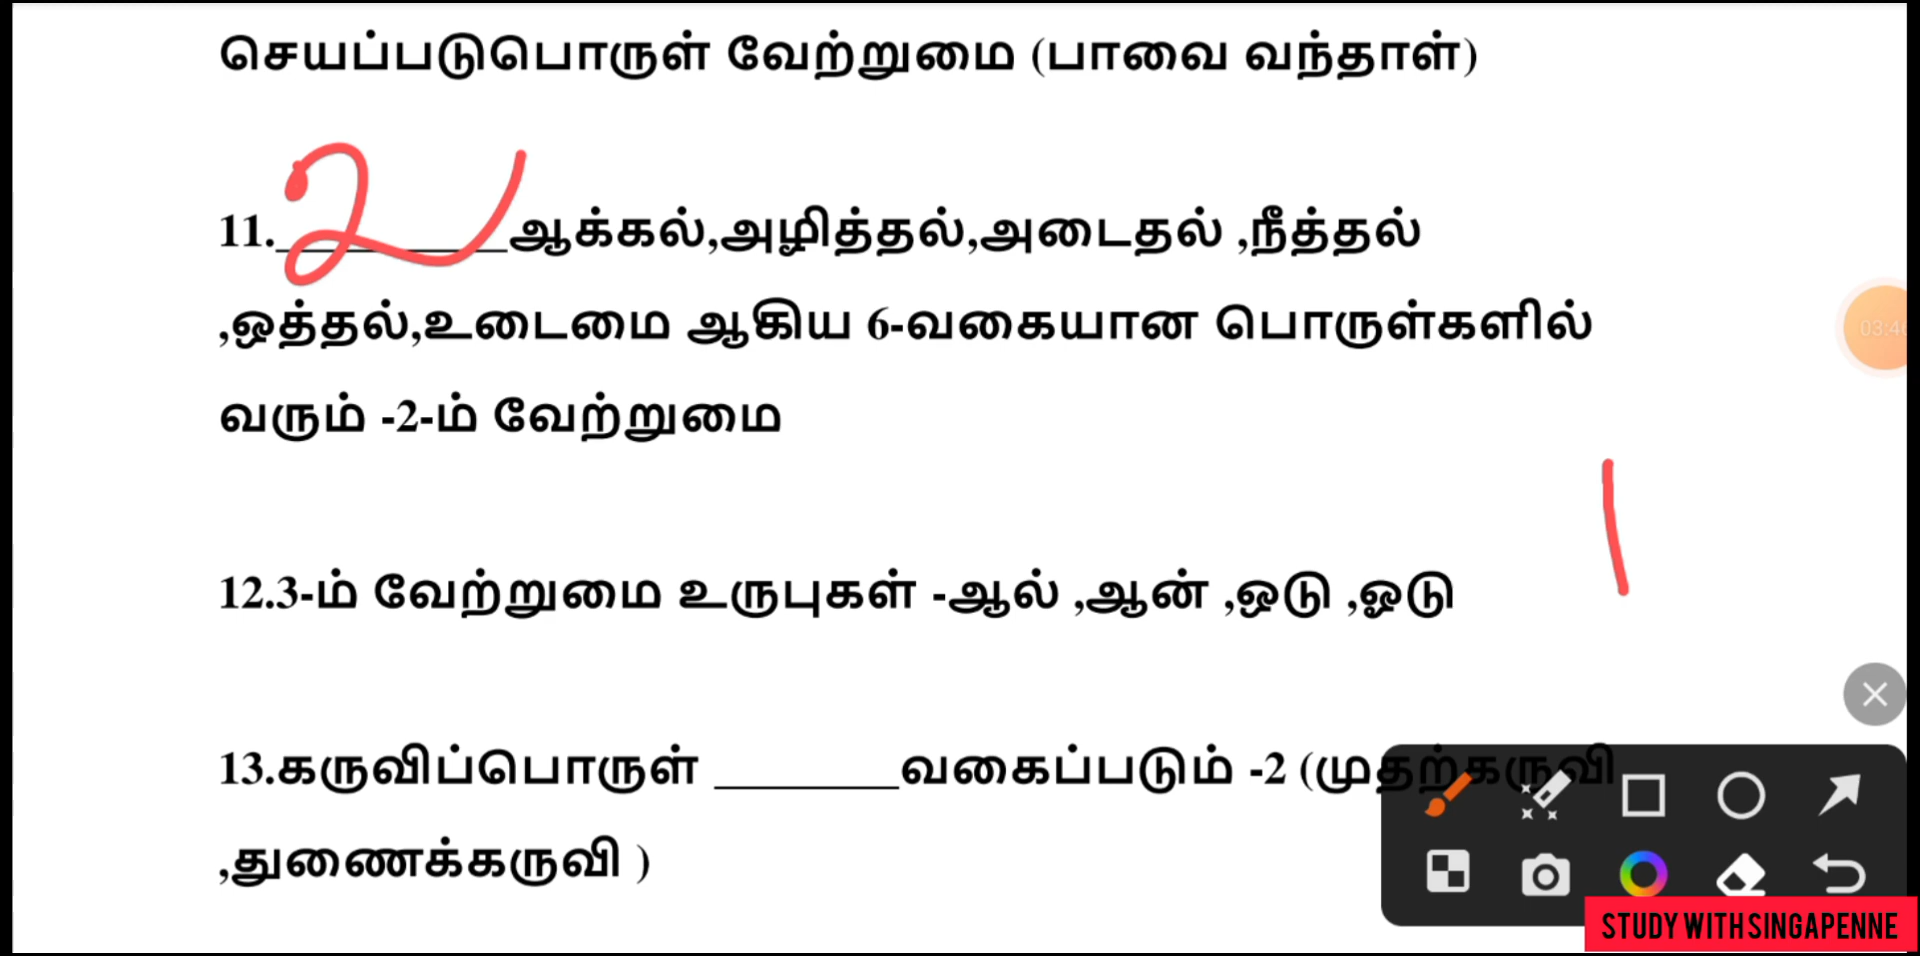 செயப்படுபொருள் வேற்றுமை (பாவை வந்தாள்)
2
11.__________ஆக்கல்,அழித்தல்,அடைதல் ,நீத்தல்
,ஒத்தல்,உடைமை ஆகிய 6-வகையான பொருள்களில்
வரும் -2-ம் வேற்றுமை
12.3-ம் வேற்றுமை உருபுகள் -ஆல் ,ஆன் ,ஒடு ,ஓடு
13.கருவிப்பொருள் ________வகைப்படும் -2 (முதற்கருவி
,துணைக்கருவி )
STUDY WITH SINGAPENNE